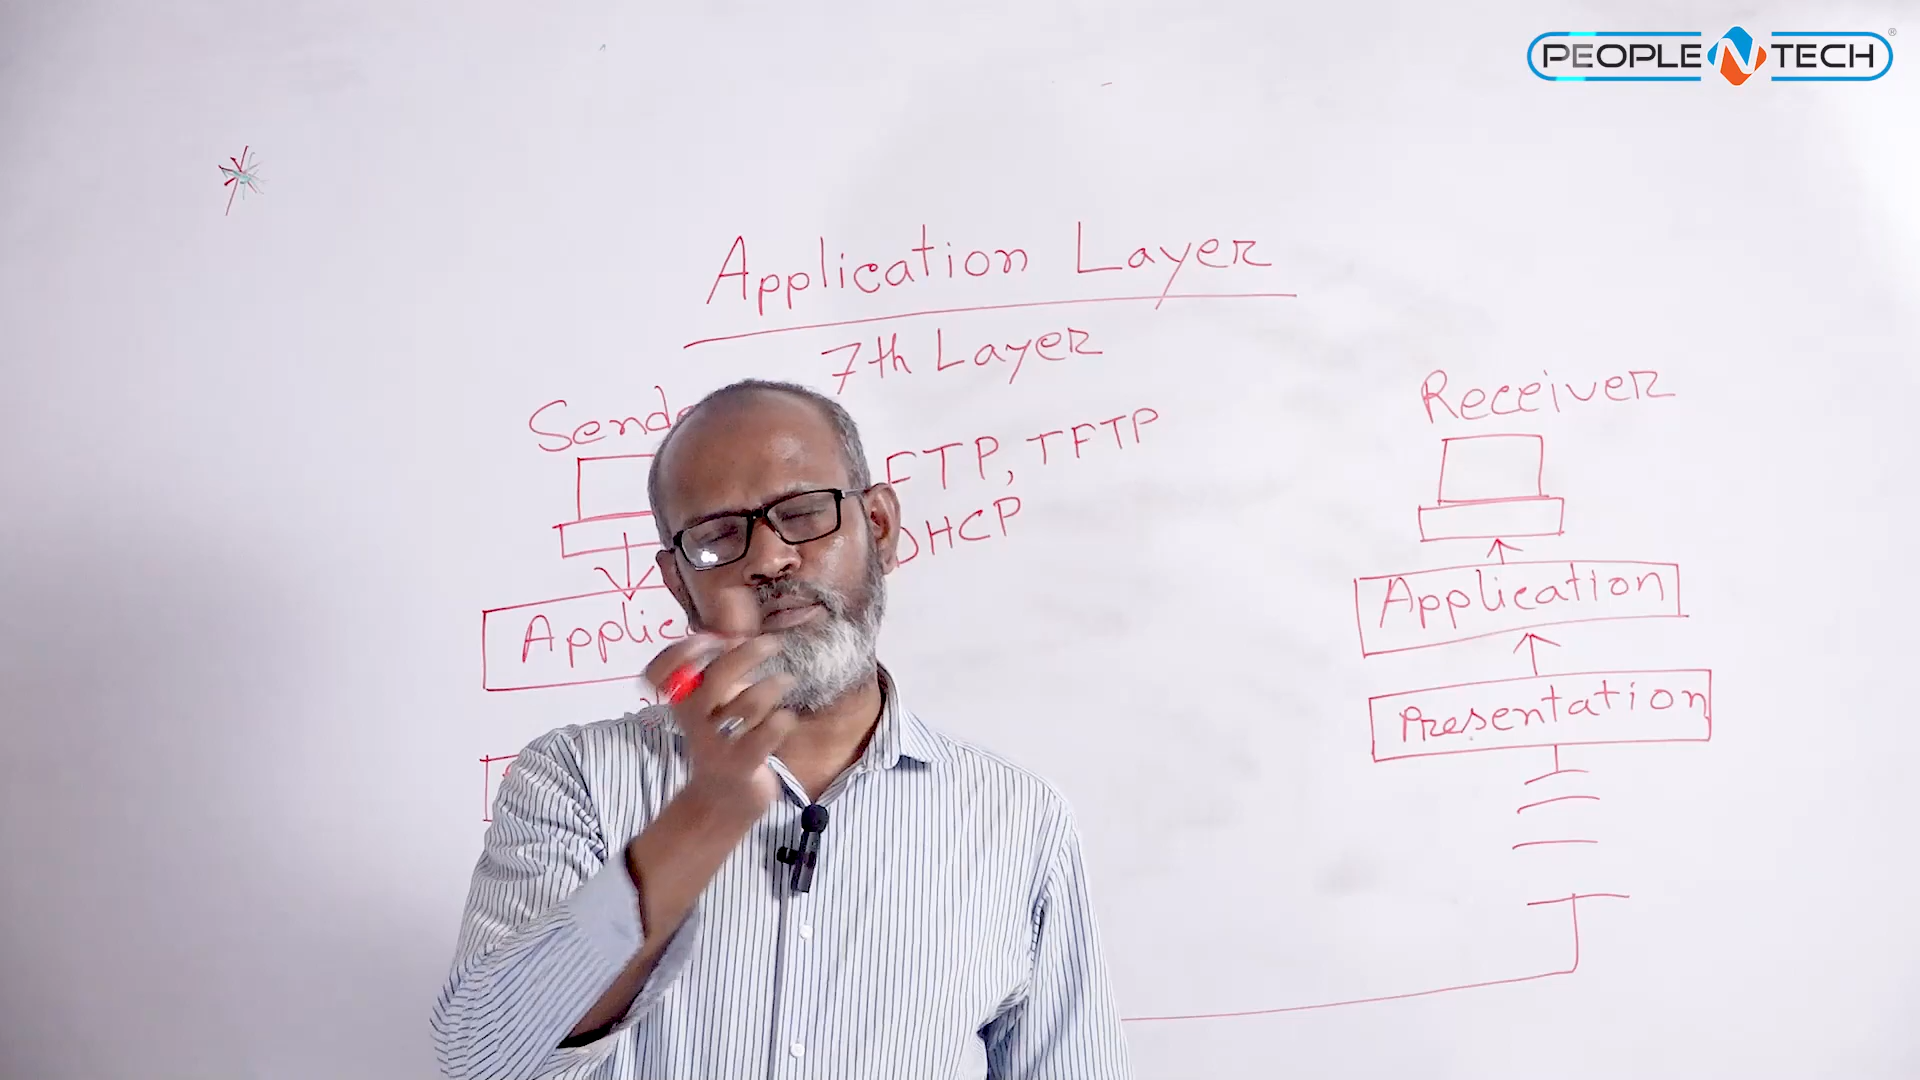 PEOPLE N TECH
Application Layer
7th Layer
Receiver
FTP, TFTP
DHCP
Application
Presentation